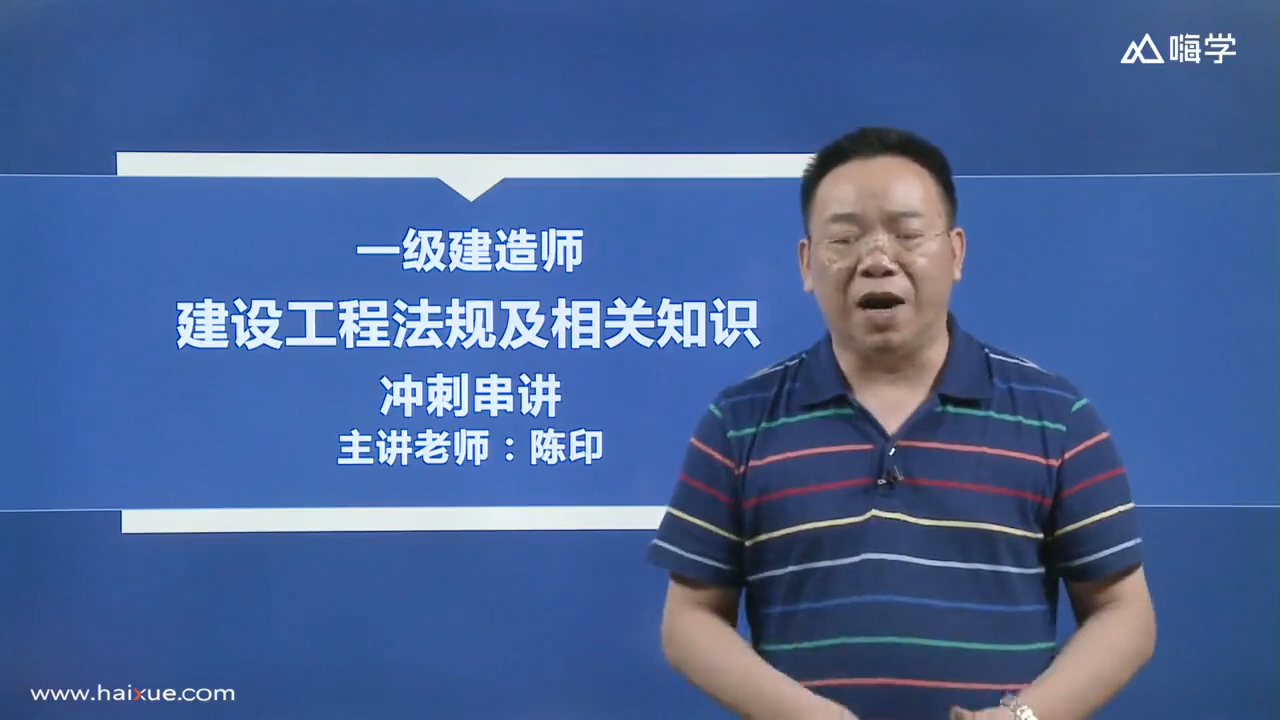 嗨学
一级建造师
建设工程法规及相关知识
冲刺串讲
主讲老师：陈印
www.haixue.com